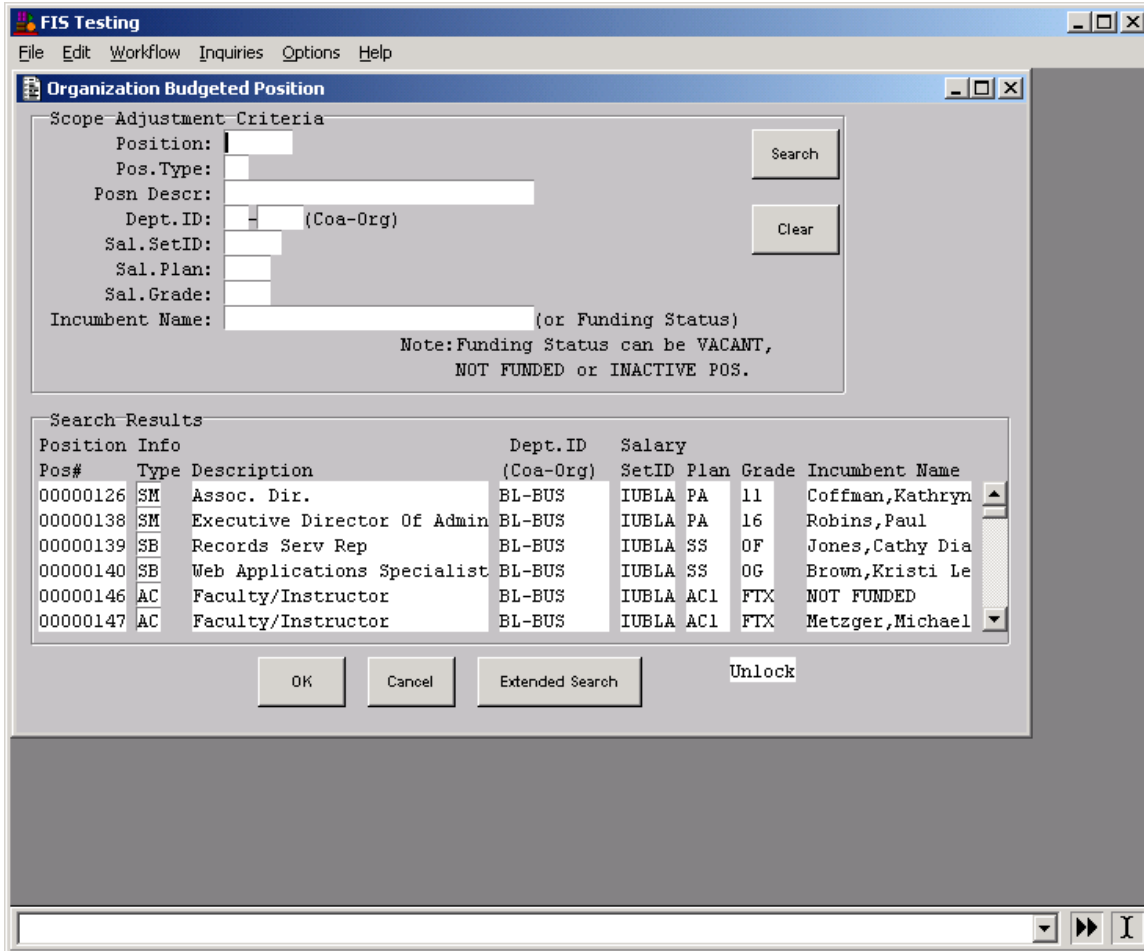 FIS Testing
File Edit Workflow Inquiries Options Help
Organization Budgeted Position
Scope Adjustment Criteria
Position:
Search
Pos.Type:
Posn Descr:
Dept.ID: - (Coa-Org)
Clear
Sal.SetID:
Sal.Plan:
Sal.Grade:
Incumbent Name: (or Funding Status)
Note:Funding Status can be VACANT,
NOT FUNDED or INACTIVE POS.
Search Results
Position Info Dept.ID Salary
Pos# Type Description (Coa-Org) SetID Plan Grade Incumbent Name
00000126 SM Assoc. Dir. BL-BUS IUBLA PA 11 Coffman,Kathryn
00000138 SM Executive Director Of Admin BL-BUS IUBLA PA 16 Robins,Paul
00000139 SB Records Serv Rep BL-BUS IUBLA SS 0F Jones,Cathy Dia
00000140 SB Web Applications Specialist BL-BUS IUBLA SS 0G Brown,Kristi Le
00000146 AC Faculty/Instructor BL-BUS IUBLA AC1 FTX NOT FUNDED
00000147 AC Faculty/Instructor BL-BUS IUBLA AC1 FTX Metzger,Michael
OK Cancel Extended Search Unlock